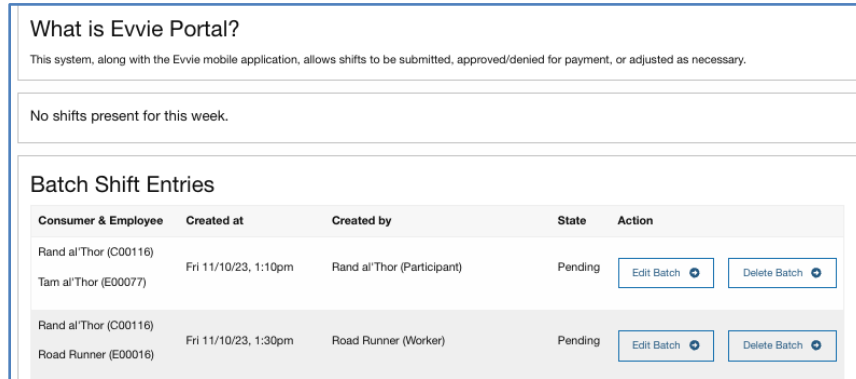 What is Evvie Portal?
This system, along with the Evvie mobile application, allows shifts to be submitted, approved/denied for payment, or adjusted as necessary.
No shifts present for this week.
Batch Shift Entries
Consumer & Employee Created at Created by State Action
Rand al'Thor (C00116)
Fri 11/10/23, 1:10pm Rand al'Thor (Participant) Pending Edit Batch Delete Batch
Tam al'Thor (E00077)
Rand al'Thor (C00116)
Fri 11/10/23, 1:30pm Road Runner (Worker) Pending Edit Batch Delete Batch
Road Runner (E00016)